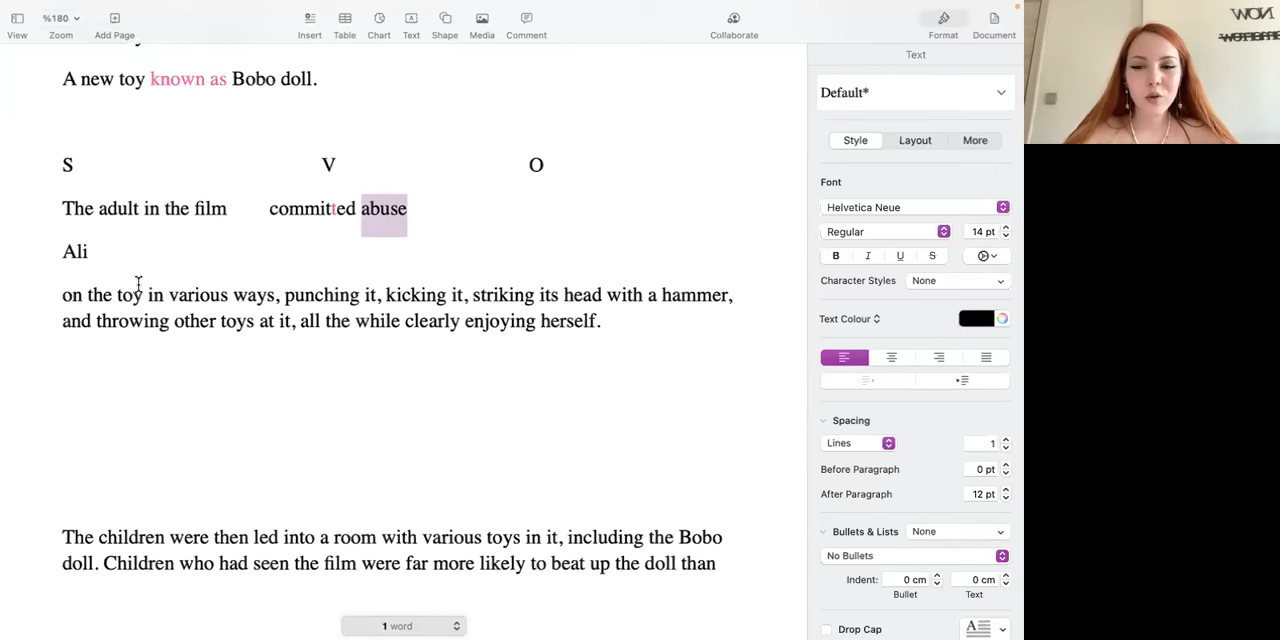 %180
View Zoom Add Page Insert Table Chart Text Shape Media Comment Collaborate Format Document
Text
A new toy known as Bobo doll.
Default*
Style Layout More
S V O
Font
The adult in the film committed abuse
Helvetica Neue
Regular 14 pt
Ali
B I U S
Character Styles None
on the toy in various ways, punching it, kicking it, striking its head with a hammer,
and throwing other toys at it, all the while clearly enjoying herself.
Text Colour
Spacing
Lines 1
Before Paragraph 0 pt
After Paragraph 12 pt
Bullets & Lists None
The children were then led into a room with various toys in it, including the Bobo
doll. Children who had seen the film were far more likely to beat up the doll than
No Bullets
Indent: 0 cm 0 cm
Bullet Text
1 word
Drop Cap